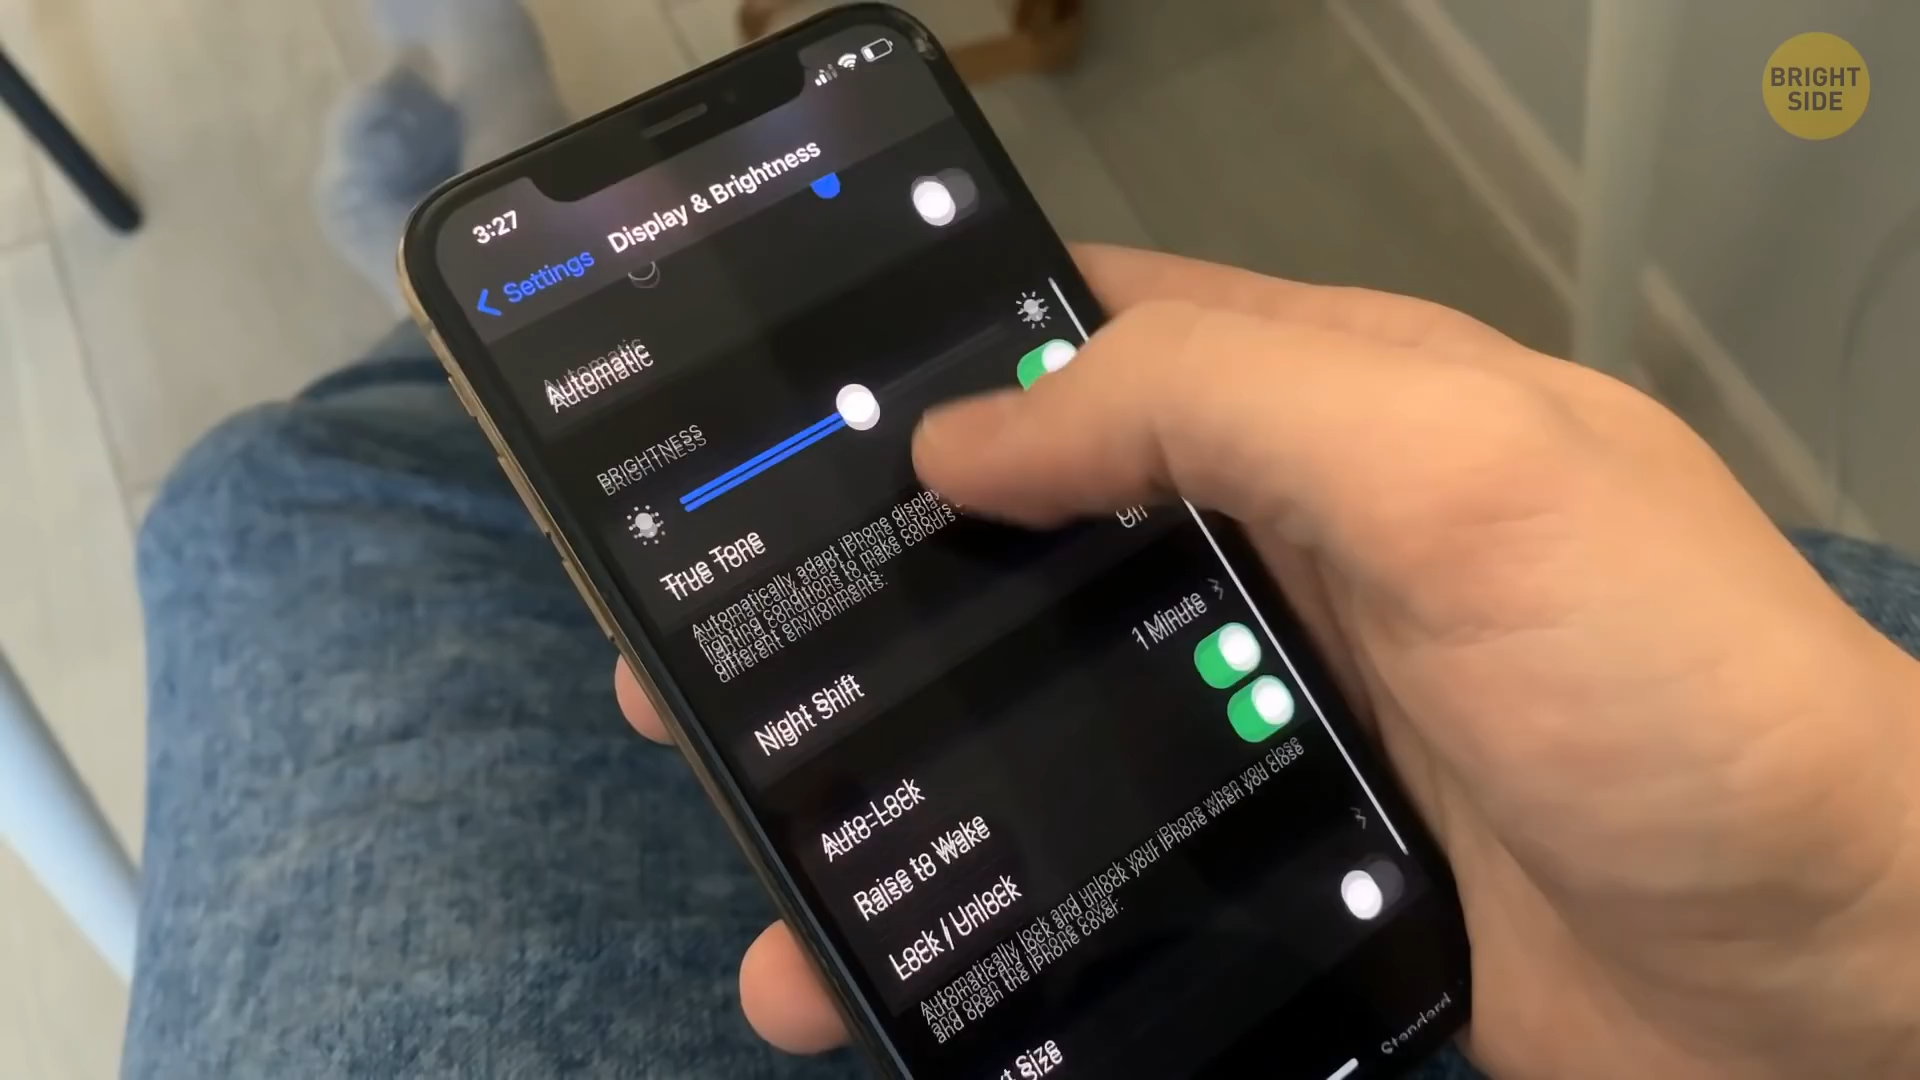 BRIGHT
SIDE
3:27
Settings
Display & Brightness
Automatic
BRIGHTNESS
True Tone
Automatically adapt iPhone display
lighting conditions to make colours
different environments.
Night Shift
Off
Auto-Lock
1 Minute
Raise to Wake
Lock / Unlock
Automatically lock and unlock your iPhone when you close
and open the iPhone cover.
Size
Standard